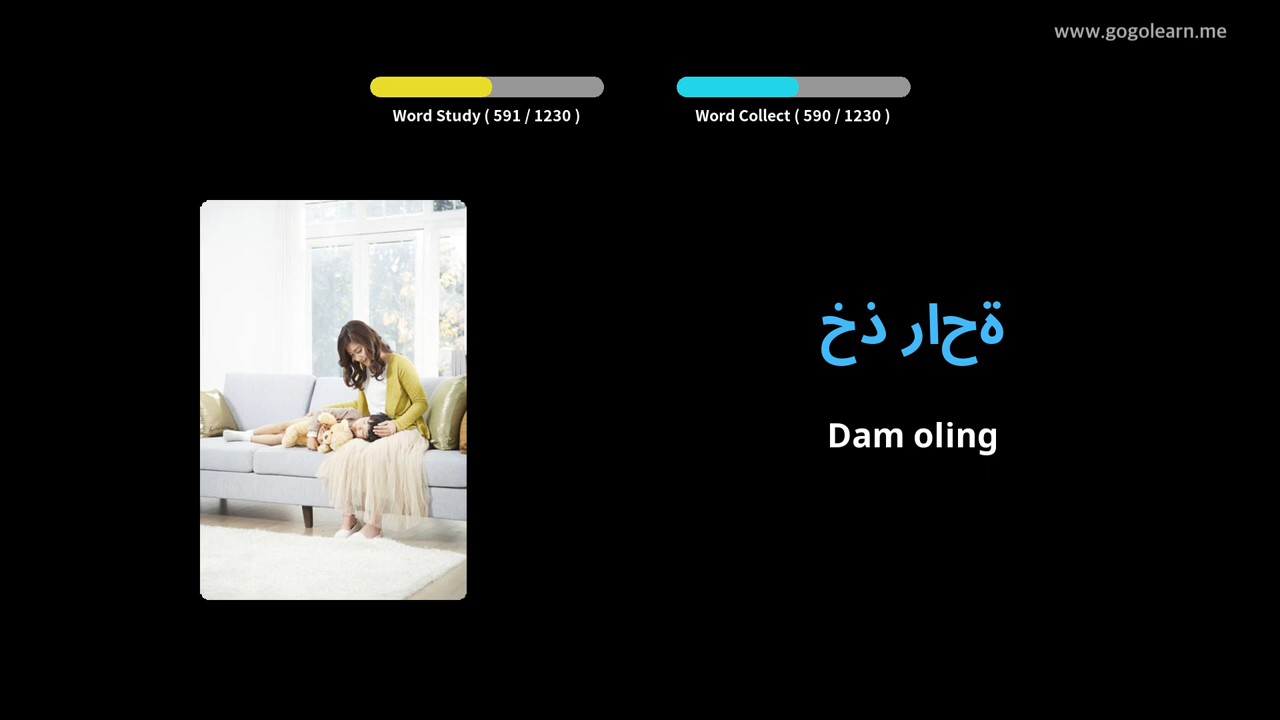 www.gogolearn.me
Word Study ( 591 / 1230 )
Word Collect ( 590 / 1230 )
خذ راحة
Dam oling